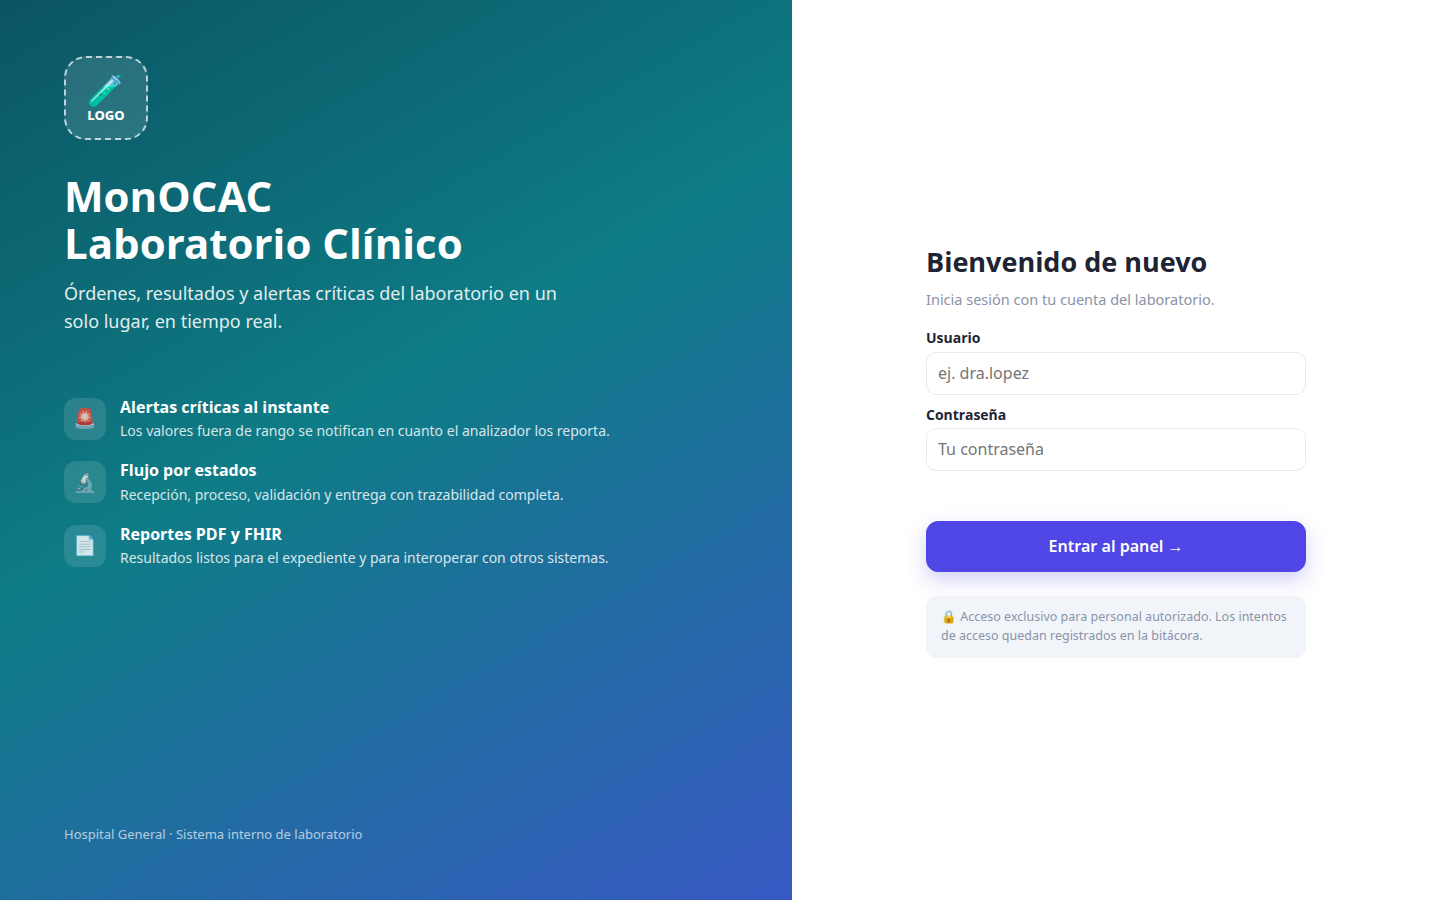 LOGO
MonOCAC
Laboratorio Clínico
Órdenes, resultados y alertas críticas del laboratorio en un
solo lugar, en tiempo real.
Alertas críticas al instante
Los valores fuera de rango se notifican en cuanto el analizador los reporta.
Flujo por estados
Recepción, proceso, validación y entrega con trazabilidad completa.
Reportes PDF y FHIR
Resultados listos para el expediente y para interoperar con otros sistemas.
Hospital General · Sistema interno de laboratorio
Bienvenido de nuevo
Inicia sesión con tu cuenta del laboratorio.
Usuario
ej. dra.lopez
Contraseña
Tu contraseña
Entrar al panel →
🔒 Acceso exclusivo para personal autorizado. Los intentos
de acceso quedan registrados en la bitácora.